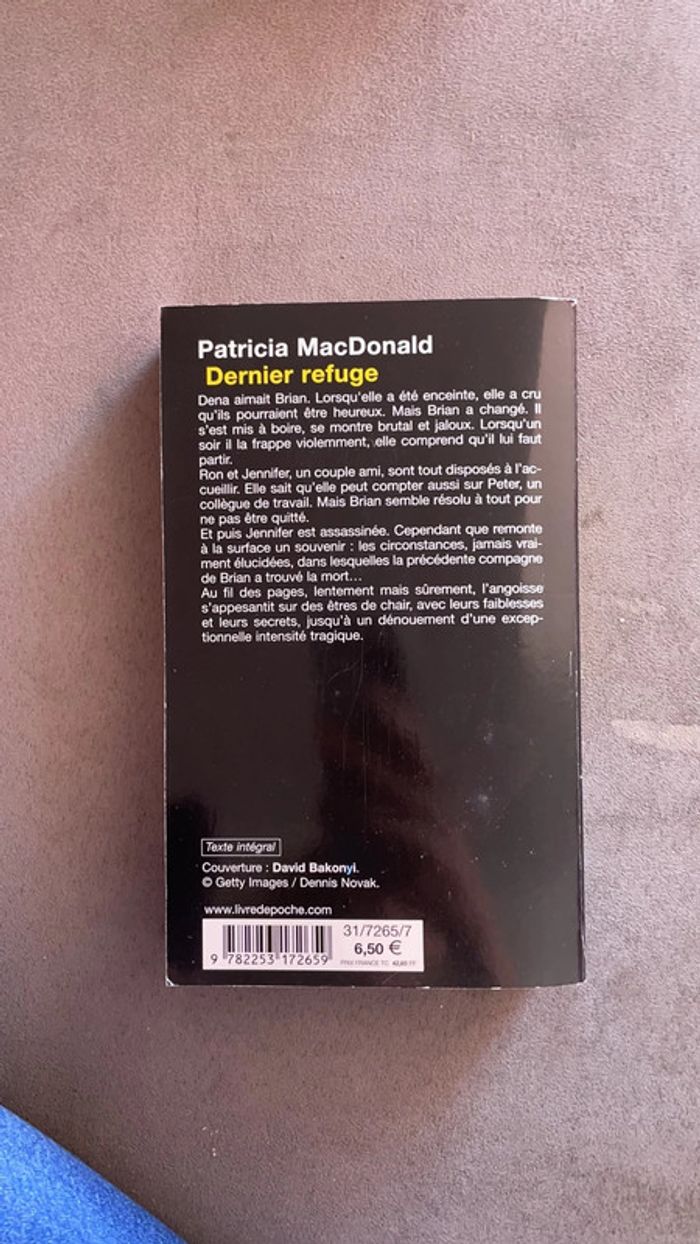 Patricia MacDonald
Dernier refuge
Dena aimait Brian. Lorsqu'elle a été enceinte, elle a cru
qu'ils pourraient être heureux. Mais Brian a changé. Il
s'est mis à boire, se montre brutal et jaloux. Lorsqu'un
soir il la frappe violemment, elle comprend qu'il lui faut
partir.
Ron et Jennifer, un couple ami, sont tout disposés à l'ac-
cueillir. Elle sait qu'elle peut compter aussi sur Peter, un
collègue de travail. Mais Brian semble résolu à tout pour
ne pas être quitté.
Et puis Jennifer est assassinée. Cependant que remonte
à la surface un souvenir : les circonstances, jamais vrai-
ment élucidées, dans lesquelles la précédente compagne
de Brian a trouvé la mort...
Au fil des pages, lentement mais sûrement, l'angoisse
s'appesantit sur des êtres de chair, avec leurs faiblesses
et leurs secrets, jusqu'à un dénouement d'une excep-
tionnelle intensité tragique.
Texte intégral
Couverture : David Bakonyi.
© Getty Images / Dennis Novak.
www.livredepoche.com
31/7265/7
6,50 €
PRIX FRANCE TC 42,65 FF
9 782253 172659